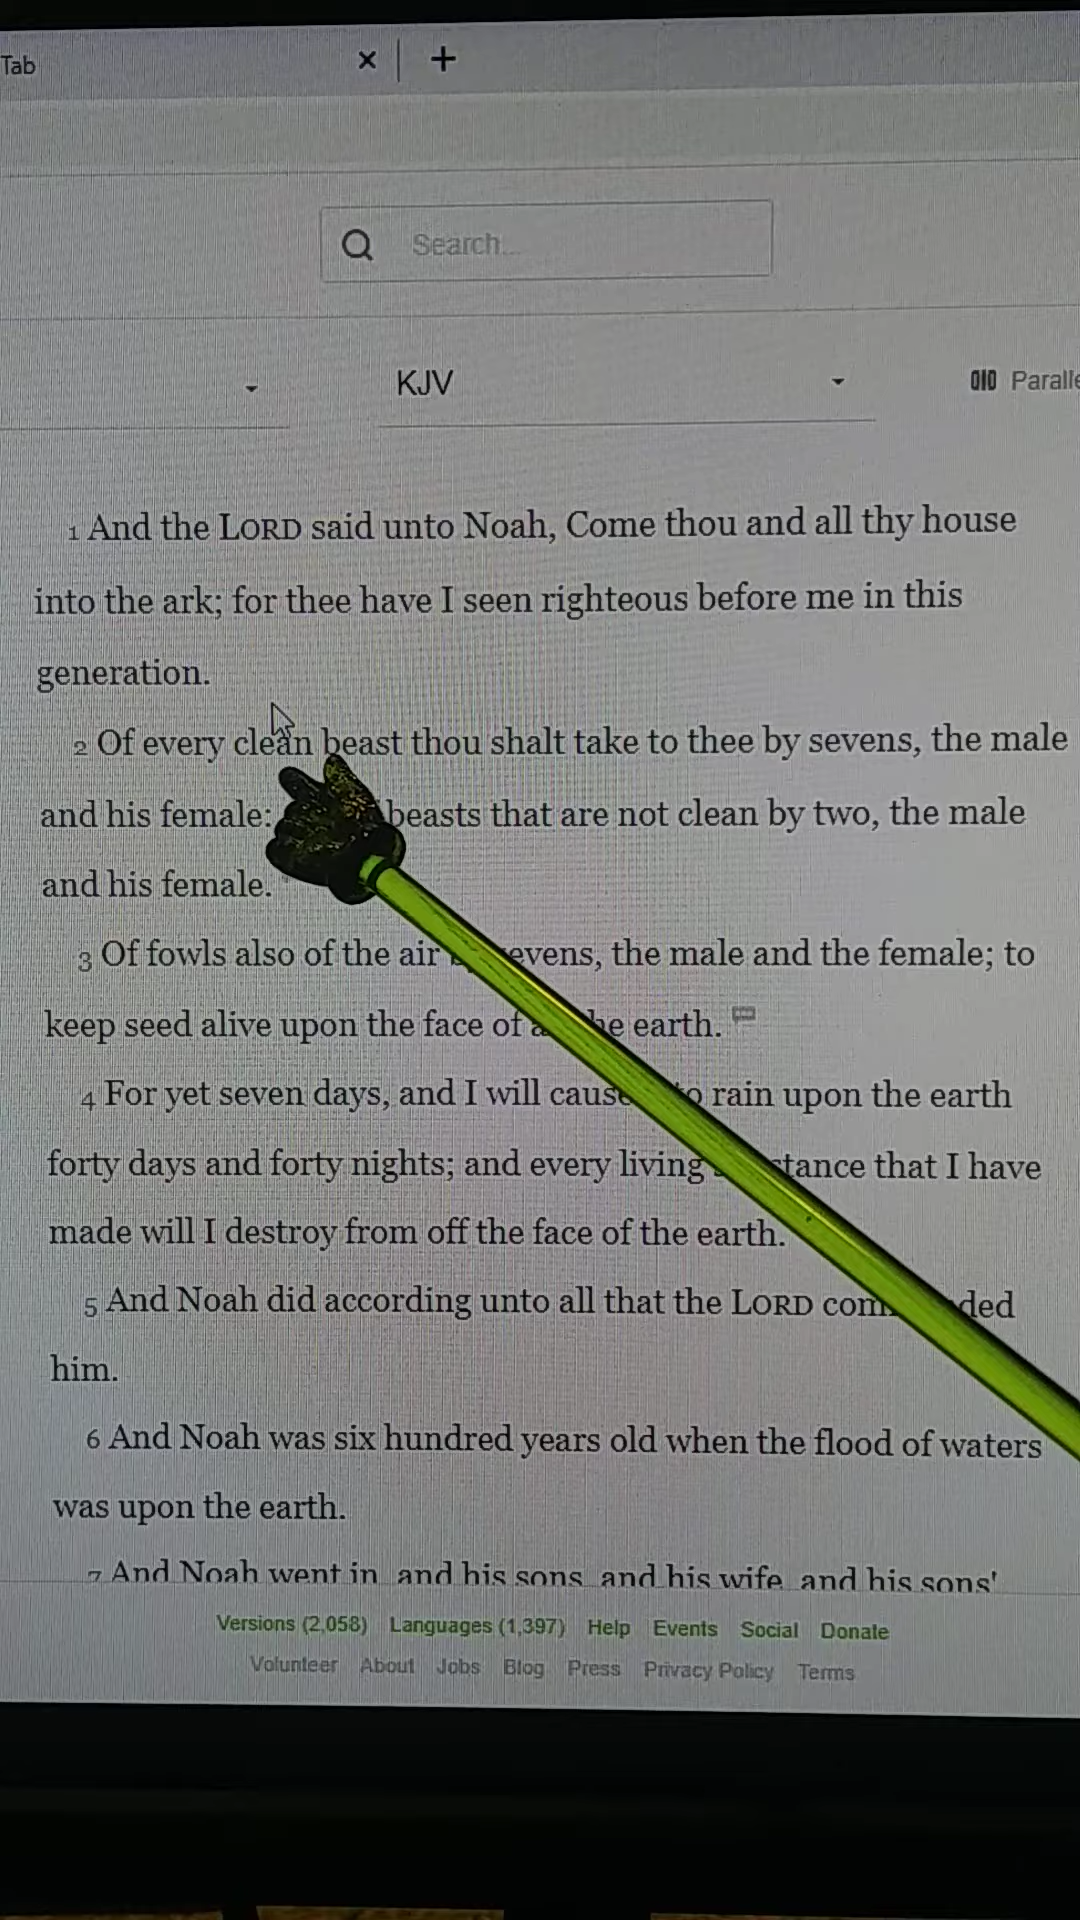 Tab
Search...
KJV
Paralle
1 And the LORD said unto Noah, Come thou and all thy house
into the ark; for thee have I seen righteous before me in this
generation.
2 Of every clean beast thou shalt take to thee by sevens, the male
and his female: beasts that are not clean by two, the male
and his female.
3 Of fowls also of the air evens, the male and the female; to
keep seed alive upon the face of he earth.
4 For yet seven days, and I will caus o rain upon the earth
forty days and forty nights; and every living tance that I have
made will I destroy from off the face of the earth.
5 And Noah did according unto all that the LORD com ded
him.
6 And Noah was six hundred years old when the flood of waters
was upon the earth.
7 And Noah went in and his sons and his wife and his sons'
Versions (2,058) Languages (1,397) Help Events Social Donate
Volunteer About Jobs Blog Press Privacy Policy Terms